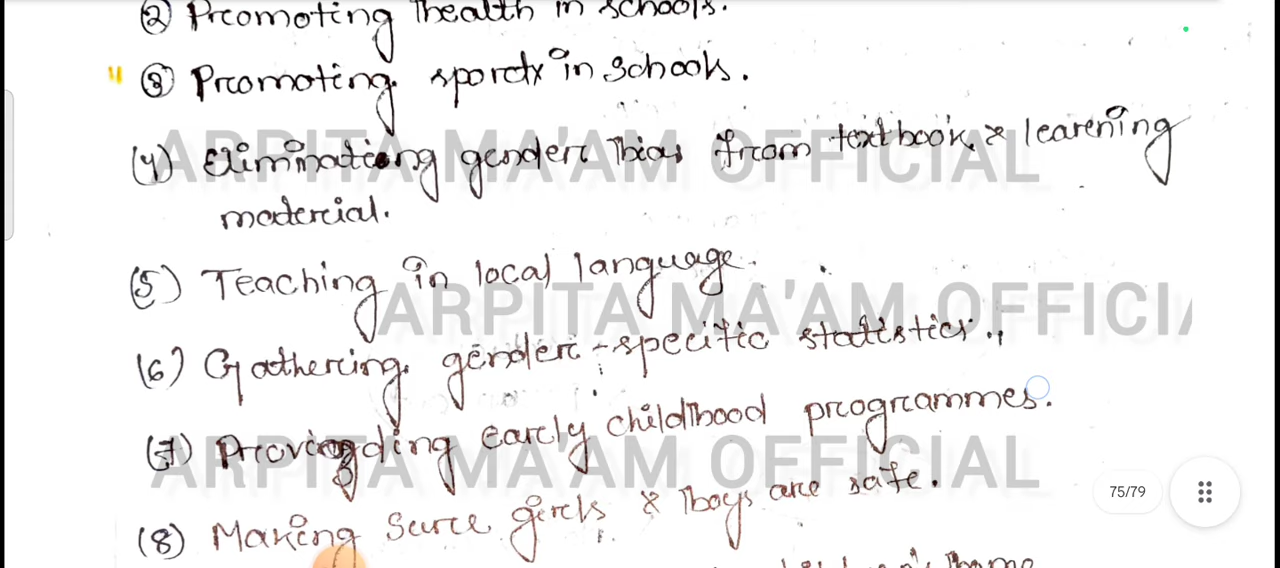 ② Promoting health in schools.
" ③ Promoting sports in schools.
ARPITA MA'AM OFFICIAL
(4) Eliminating gender bias from textbook & learning
material.
(5) Teaching in local language.
ARPITA MA'AM OFFICIA
(6) Gathering gender-specific statistics.,
(7) Providing early childhood programmes.
ARPITA MA'AM OFFICIAL
(8) Making sure girls & boys are safe.
75/79